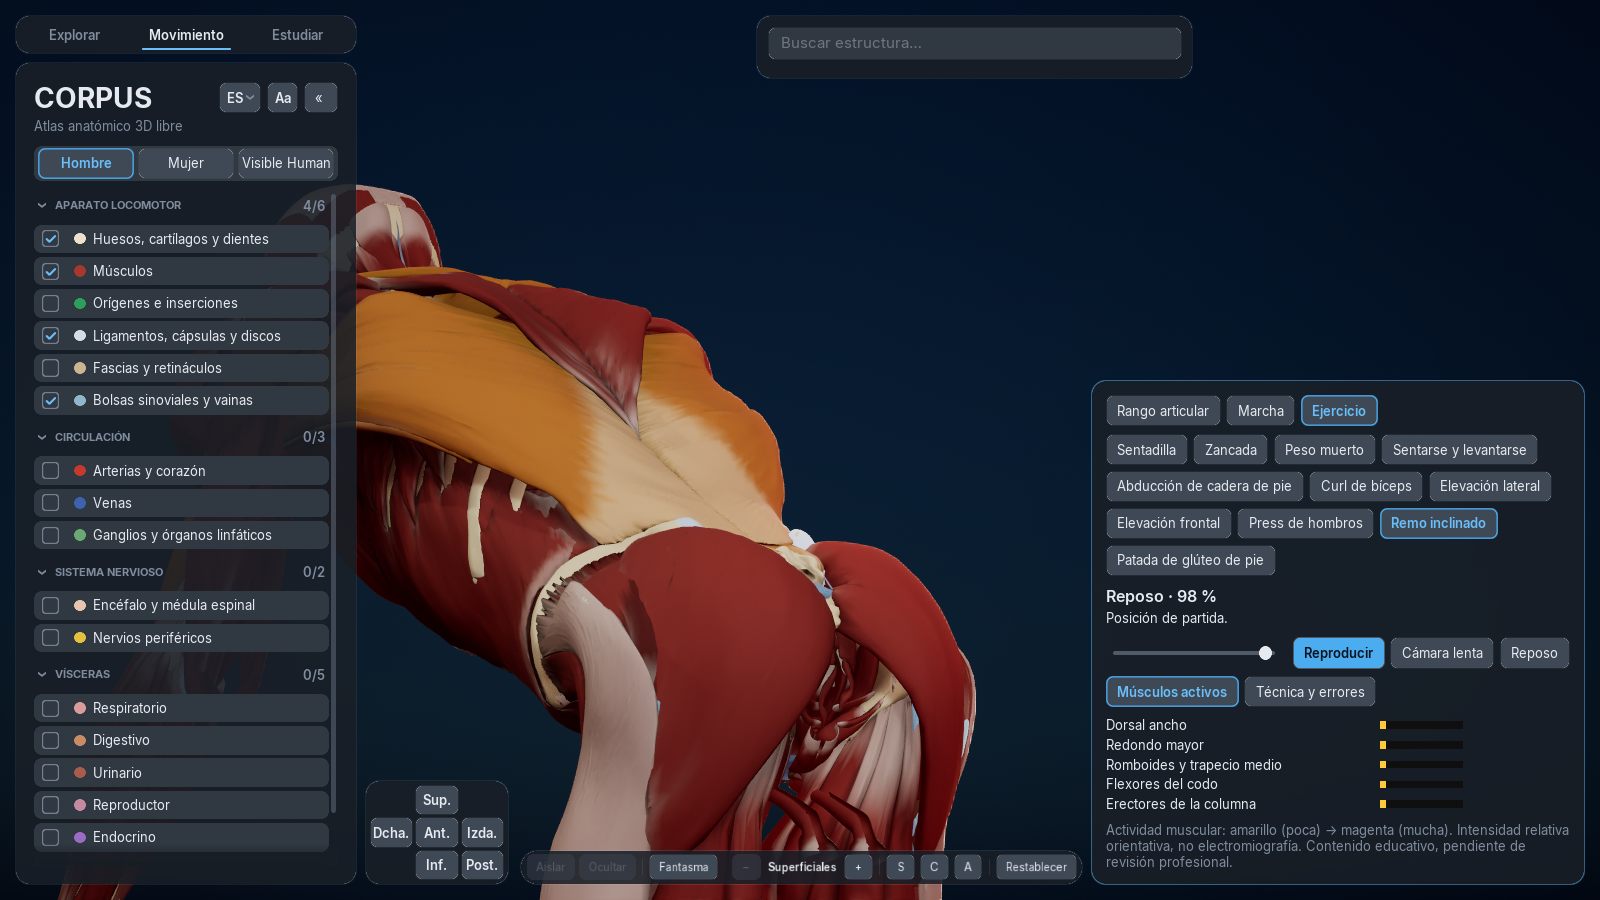 Explorar Movimiento Estudiar
Buscar estructura...
CORPUS
ES Aa «
Atlas anatómico 3D libre
Hombre Mujer Visible Human
APARATO LOCOMOTOR 4/6
Huesos, cartílagos y dientes
Músculos
Orígenes e inserciones
Ligamentos, cápsulas y discos
Fascias y retináculos
Bolsas sinoviales y vainas
CIRCULACIÓN 0/3
Arterias y corazón
Venas
Ganglios y órganos linfáticos
SISTEMA NERVIOSO 0/2
Encéfalo y médula espinal
Nervios periféricos
VÍSCERAS 0/5
Respiratorio
Digestivo
Urinario
Reproductor
Endocrino
Sup.
Dcha. Ant. Izda.
Inf. Post.
Aislar Ocultar Fantasma − Superficiales + S C A Restablecer
Rango articular Marcha Ejercicio
Sentadilla Zancada Peso muerto Sentarse y levantarse
Abducción de cadera de pie Curl de bíceps Elevación lateral
Elevación frontal Press de hombros Remo inclinado
Patada de glúteo de pie
Reposo · 98 %
Posición de partida.
Reproducir Cámara lenta Reposo
Músculos activos Técnica y errores
Dorsal ancho
Redondo mayor
Romboides y trapecio medio
Flexores del codo
Erectores de la columna
Actividad muscular: amarillo (poca) → magenta (mucha). Intensidad relativa
orientativa, no electromiografía. Contenido educativo, pendiente de
revisión profesional.